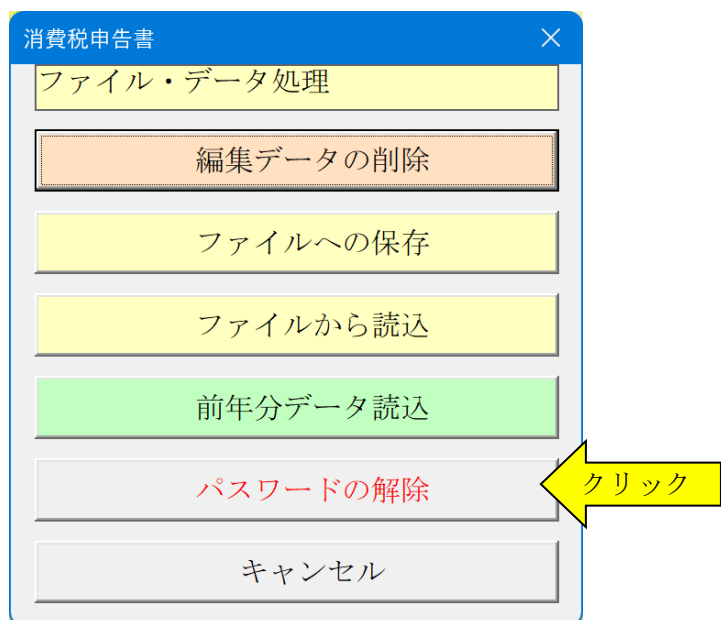 消費税申告書
ファイル・データ処理
編集データの削除
ファイルへの保存
ファイルから読込
前年分データ読込
パスワードの解除
クリック
キャンセル